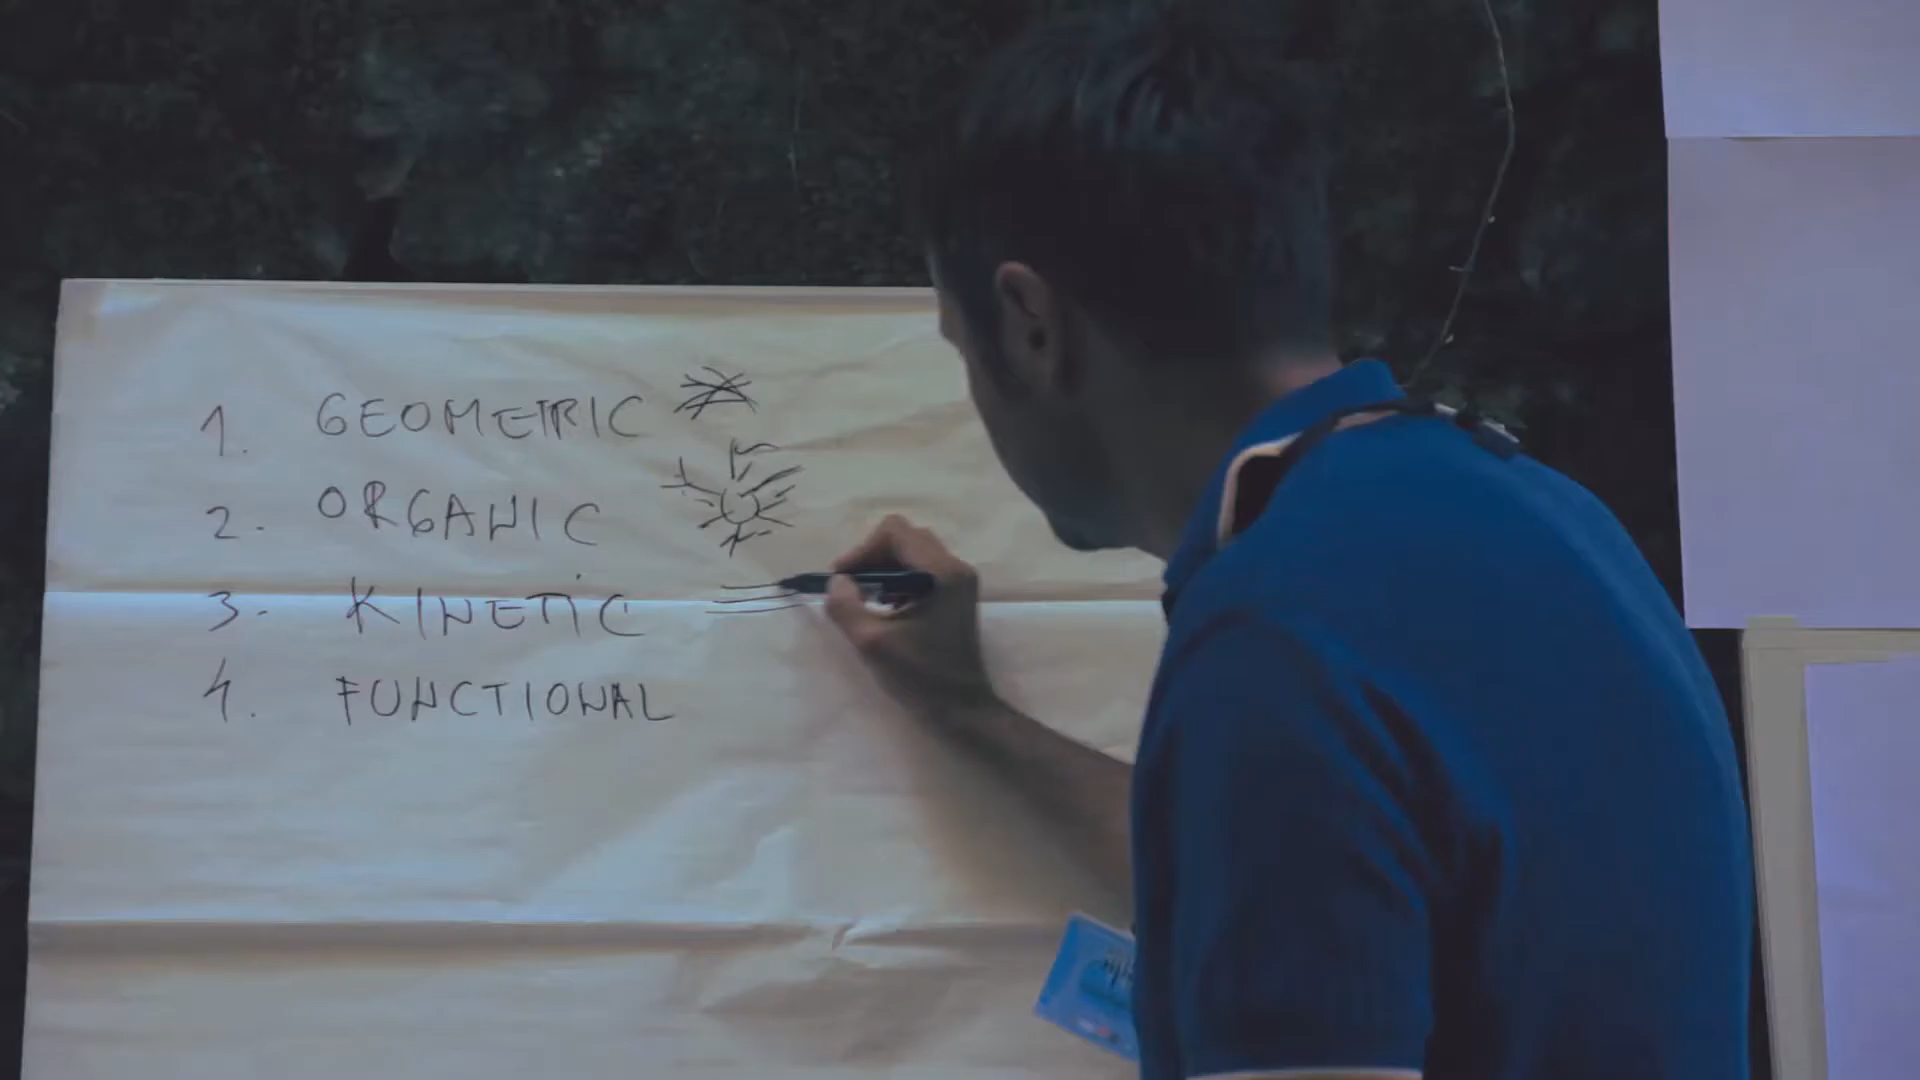 1. GEOMETRIC
2. ORGANIC
3. KINETIC
4. FUNCTIONAL